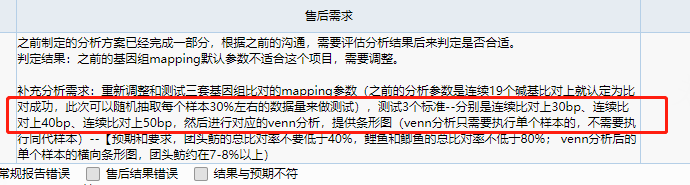 售后需求
之前制定的分析方案已经完成一部分，根据之前的沟通，需要评估分析结果后来判定是否合适。
判定结果：之前的基因组mapping默认参数不适合这个项目，需要调整。
补充分析需求：重新调整和测试三套基因组比对的mapping参数（之前的分析参数是连续19个碱基比对上就认定为比
对成功，此次可以随机抽取每个样本30%左右的数据量来做测试），测试3个标准--分别是连续比对上30bp、连续比
对上40bp、连续比对上50bp，然后进行对应的venn分析，提供条形图（venn分析只需要执行单个样本的，不需要执
行同代样本）--【预期和要求，团头鲂的总比对率不要低于40%，鲤鱼和鲫鱼的总比对率不低于80%； venn分析后的
单个样本的横向条形图，团头鲂约在7-8%以上）
常规报告错误 售后结果错误 结果与预期不符